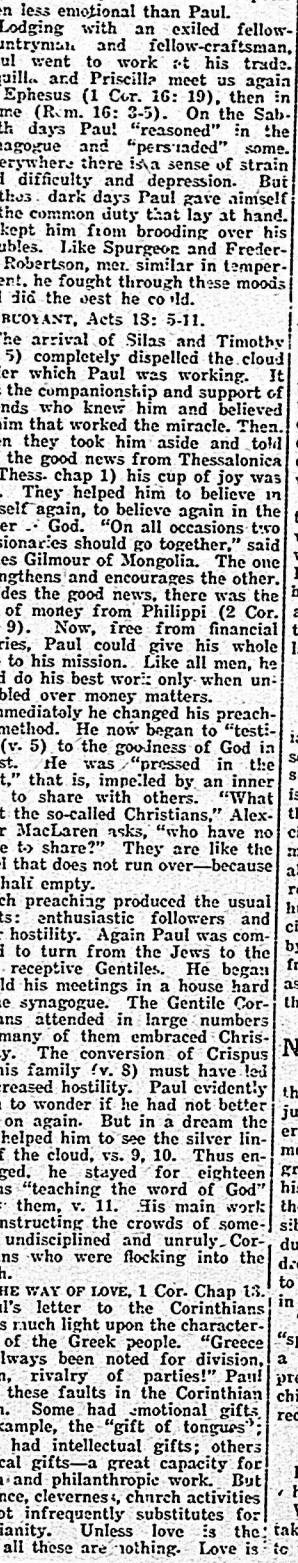 n less emotional than Paul.
Lodging with an exiled fellow-
untryman and fellow-craftsman,
ul went to work at his trade.
quilla and Priscilla meet us again
Ephesus (1 Cor. 16: 19), then in
me (Rom. 16: 3-5). On the Sab-
th days Paul "reasoned" in the
nagogue and "persuaded" some.
erywhere there is a sense of strain
d difficulty and depression. But
those dark days Paul gave himself
the common duty that lay at hand.
kept him from brooding over his
ubles. Like Spurgeon and Freder-
Robertson, men similar in temper-
ent, he fought through these moods
d did the best he could.
BUOYANT, Acts 18: 5-11.
The arrival of Silas and Timothy
5) completely dispelled the cloud
er which Paul was working. It
s the companionship and support of
nds who knew him and believed
him that worked the miracle. Then,
en they took him aside and told
the good news from Thessalonica
Thess. chap 1) his cup of joy was
. They helped him to believe in
self again, to believe again in the
er of God. "On all occasions two
sionaries should go together," said
es Gilmour of Mongolia. The one
engthens and encourages the other.
des the good news, there was the
of money from Philippi (2 Cor.
9). Now, free from financial
ries, Paul could give his whole
to his mission. Like all men, he
d do his best work only when un-
bled over money matters.
mmediately he changed his preach-
method. He now began to "testi-
(v. 5) to the goodness of God in
st. He was "pressed in the
t," that is, impelled by an inner
to share with others. "What
t the so-called Christians," Alex-
r MacLaren asks, "who have no
e to share?" They are like the
el that does not run over—because
half empty.
ch preaching produced the usual
ts: enthusiastic followers and
r hostility. Again Paul was com-
d to turn from the Jews to the
receptive Gentiles. He began
ld his meetings in a house hard
e synagogue. The Gentile Cor-
ans attended in large numbers
many of them embraced Chris-
ty. The conversion of Crispus
his family (v. 8) must have led
creased hostility. Paul evidently
n to wonder if he had not better
on again. But in a dream the
helped him to see the silver lin-
f the cloud, vs. 9, 10. Thus en-
ged, he stayed for eighteen
hs "teaching the word of God"
them, v. 11. His main work
nstructing the crowds of some-
undisciplined and unruly Cor-
ns who were flocking into the
h.
HE WAY OF LOVE, 1 Cor. Chap 13.
ul's letter to the Corinthians
s much light upon the character-
of the Greek people. "Greece
lways been noted for division,
n, rivalry of parties!" Paul
these faults in the Corinthian
h. Some had emotional gifts,
xample, the "gift of tongues";
had intellectual gifts; others
cal gifts—a great capacity for
and philanthropic work. But
nce, cleverness, church activities
ot infrequently substitutes for
ianity. Unless love is the
all these are nothing. Love is